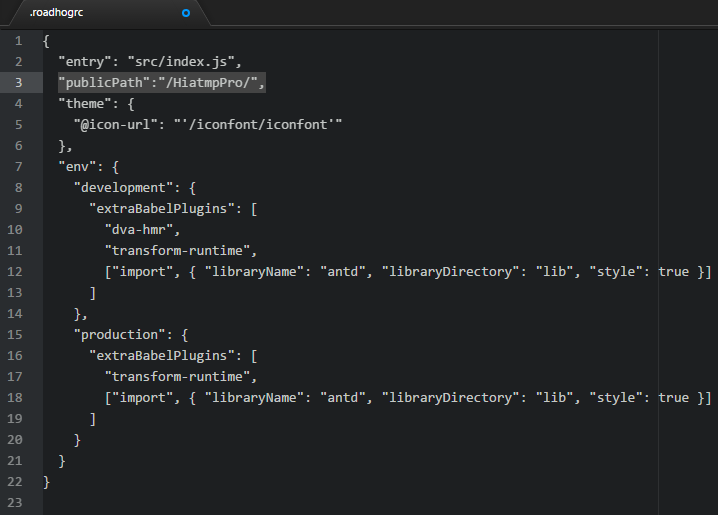 .roadhogrc
1 {
2 "entry": "src/index.js",
3 "publicPath":"/HiatmpPro/",
4 "theme": {
5 "@icon-url": "'/iconfont/iconfont'"
6 },
7 "env": {
8 "development": {
9 "extraBabelPlugins": [
10 "dva-hmr",
11 "transform-runtime",
12 ["import", { "libraryName": "antd", "libraryDirectory": "lib", "style": true }]
13 ]
14 },
15 "production": {
16 "extraBabelPlugins": [
17 "transform-runtime",
18 ["import", { "libraryName": "antd", "libraryDirectory": "lib", "style": true }]
19 ]
20 }
21 }
22 }
23